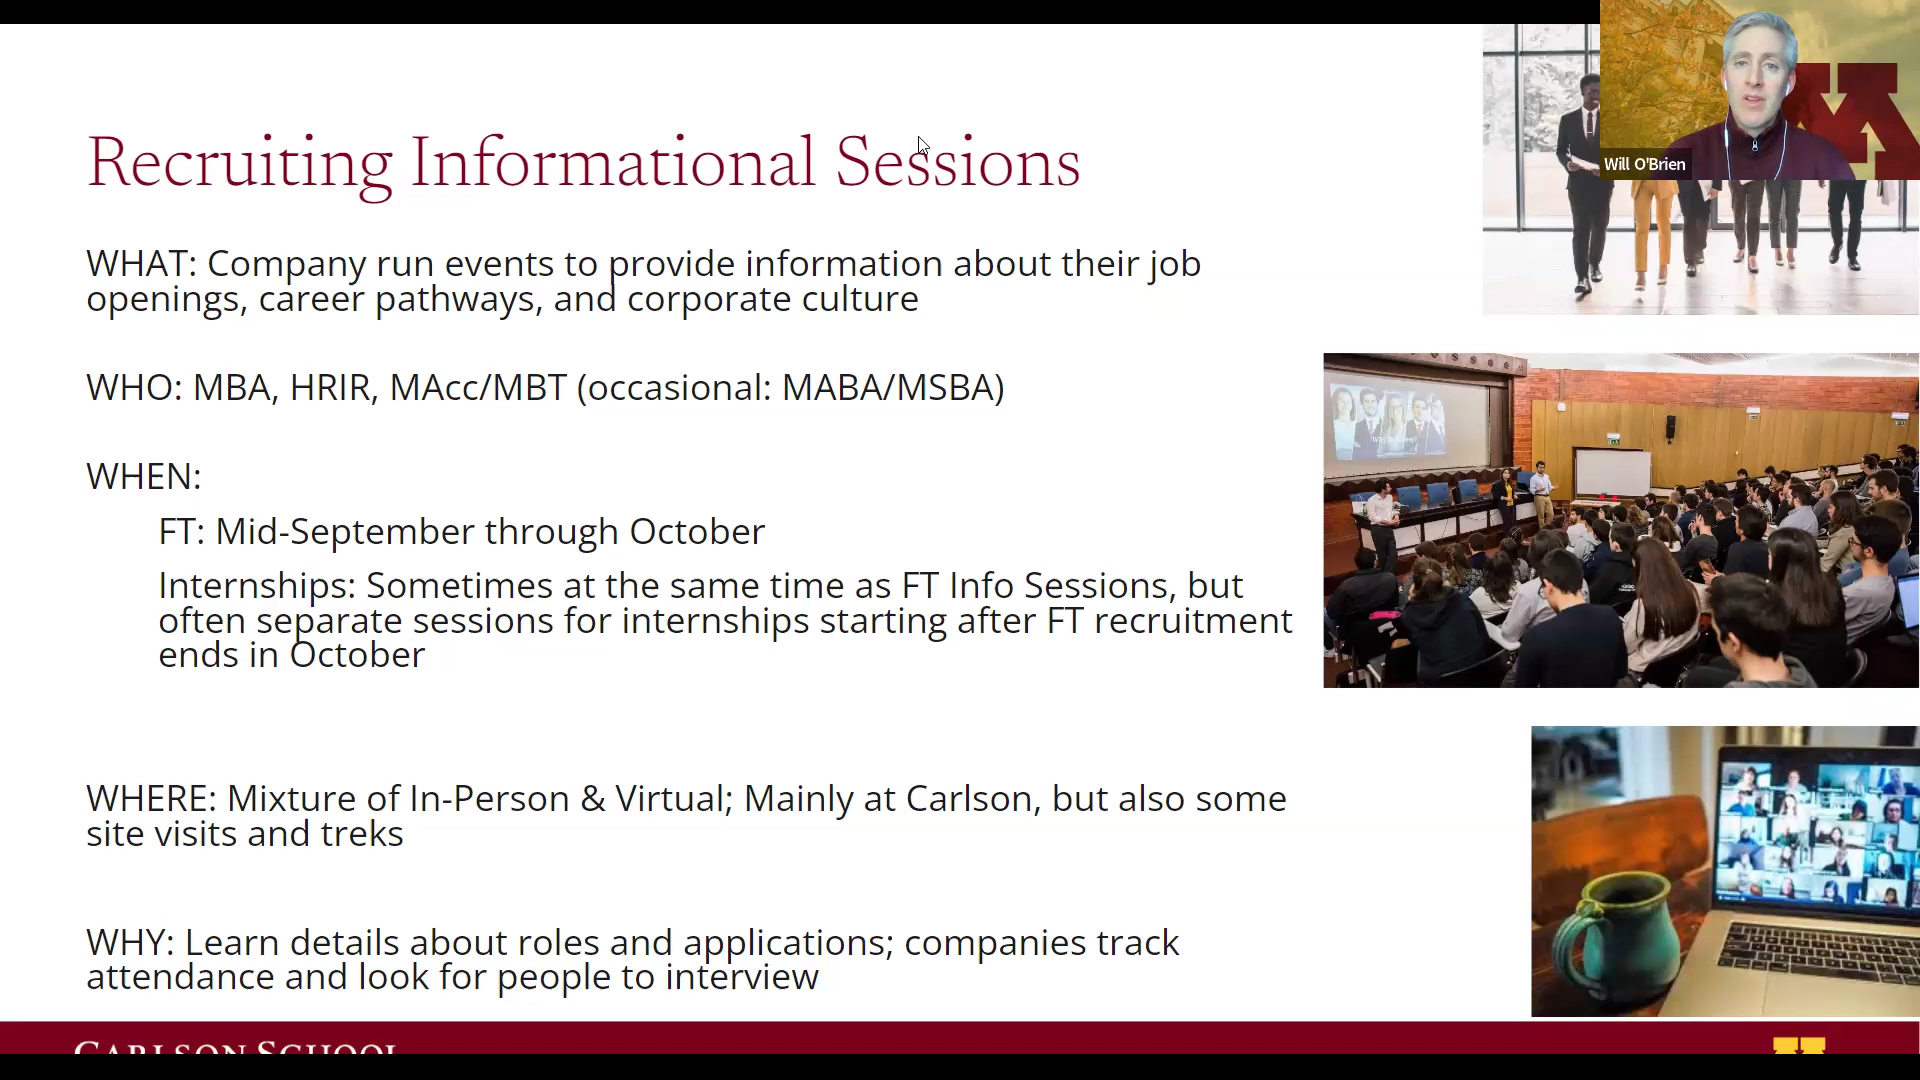 Will O'Brien
Recruiting Informational Sessions
WHAT: Company run events to provide information about their job
openings, career pathways, and corporate culture
WHO: MBA, HRIR, MAcc/MBT (occasional: MABA/MSBA)
WHEN:
FT: Mid-September through October
Internships: Sometimes at the same time as FT Info Sessions, but
often separate sessions for internships starting after FT recruitment
ends in October
WHERE: Mixture of In-Person & Virtual; Mainly at Carlson, but also some
site visits and treks
WHY: Learn details about roles and applications; companies track
attendance and look for people to interview
CARLSON SCHOOL
M